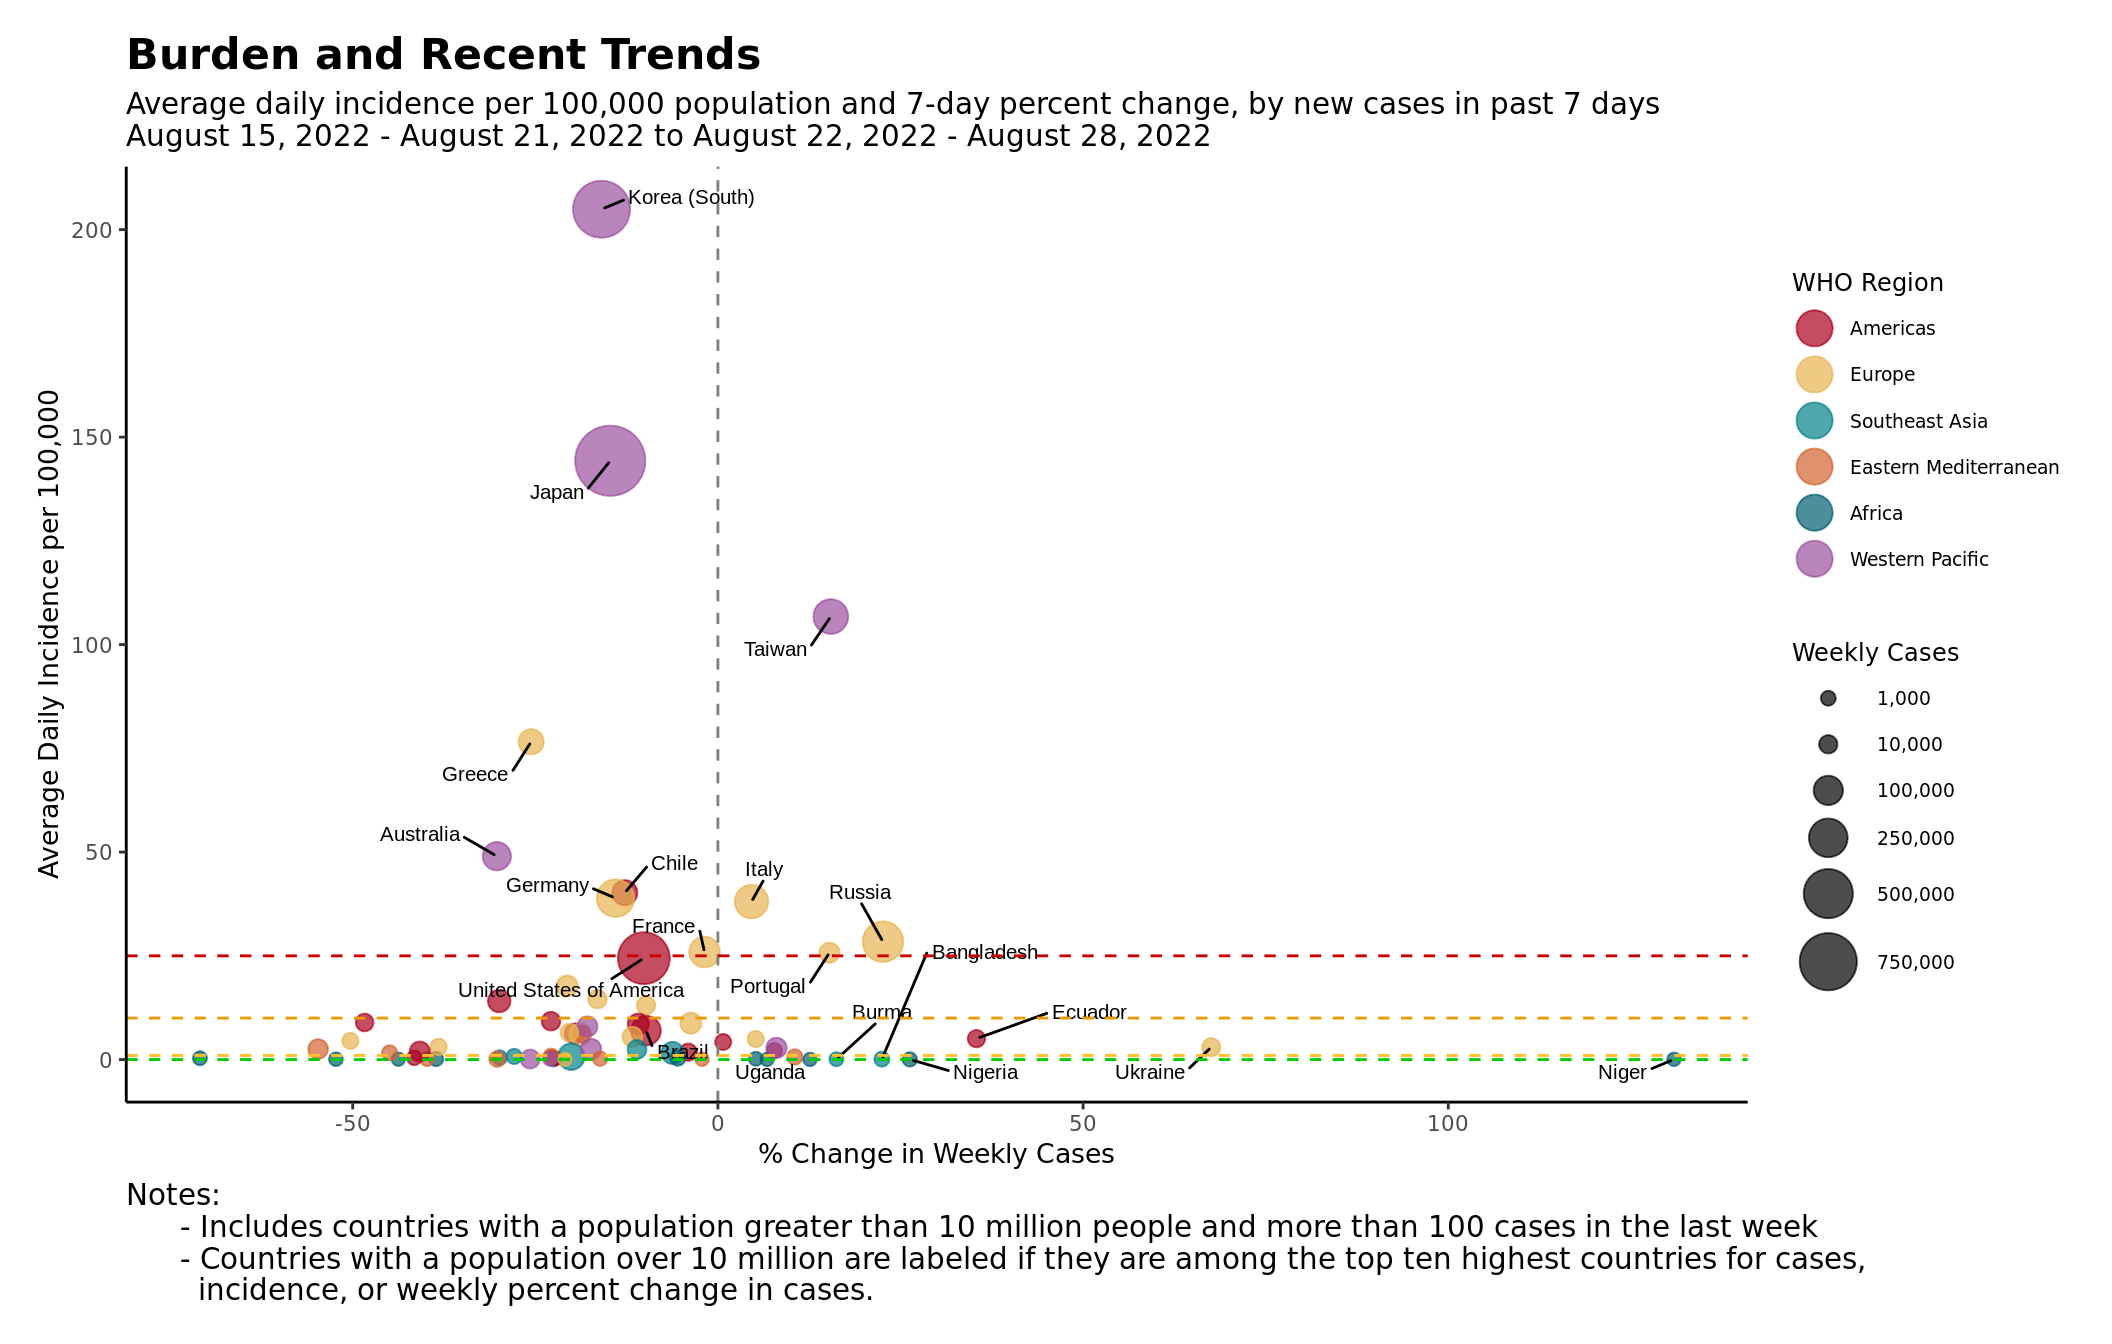 Burden and Recent Trends
Average daily incidence per 100,000 population and 7-day percent change, by new cases in past 7 days
August 15, 2022 - August 21, 2022 to August 22, 2022 - August 28, 2022
Average Daily Incidence per 100,000
200
150
100
50
0
Korea (South)
Japan
Taiwan
Greece
Australia
Chile
Italy
Germany
Russia
France
Bangladesh
United States of America
Portugal
Burma
Ecuador
Brazil
Uganda
Nigeria
Ukraine
Niger
-50
0
50
100
% Change in Weekly Cases
WHO Region
Americas
Europe
Southeast Asia
Eastern Mediterranean
Africa
Western Pacific
Weekly Cases
1,000
10,000
100,000
250,000
500,000
750,000
Notes:
- Includes countries with a population greater than 10 million people and more than 100 cases in the last week
- Countries with a population over 10 million are labeled if they are among the top ten highest countries for cases,
incidence, or weekly percent change in cases.